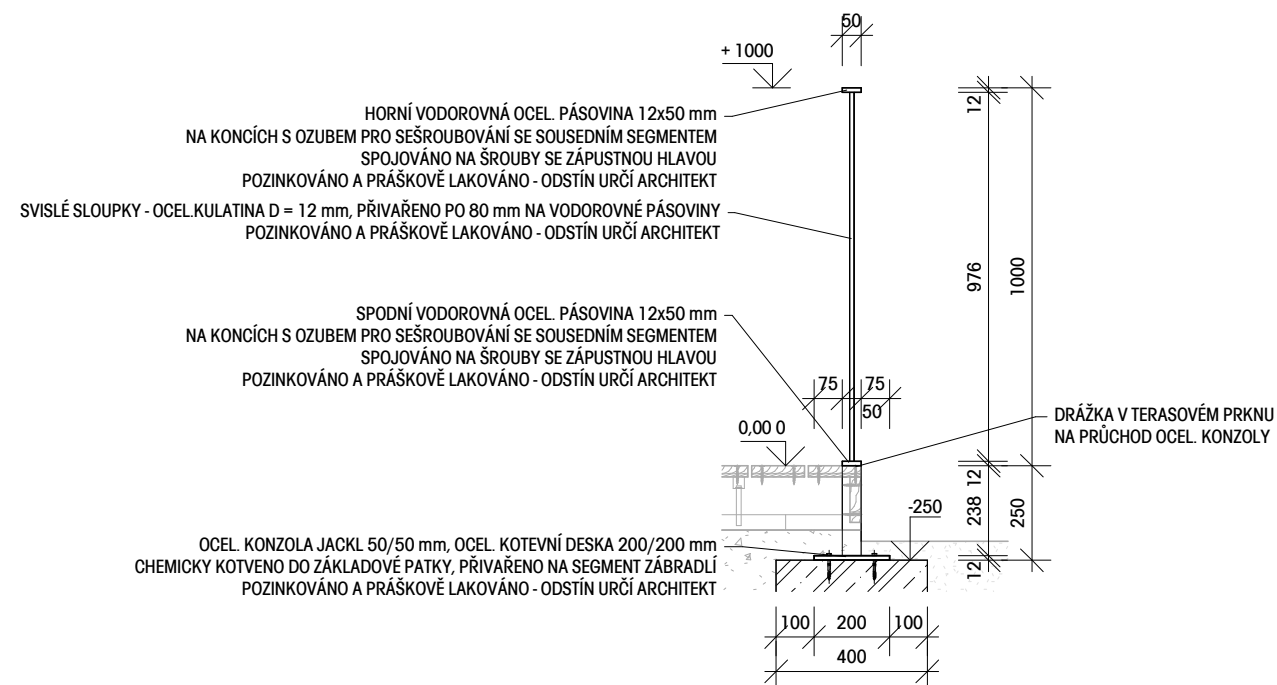 50
+ 1000
HORNÍ VODOROVNÁ OCEL. PÁSOVINA 12x50 mm
NA KONCÍCH S OZUBEM PRO SEŠROUBOVÁNÍ SE SOUSEDNÍM SEGMENTEM
SPOJOVÁNO NA ŠROUBY SE ZÁPUSTNOU HLAVOU
POZINKOVÁNO A PRÁŠKOVĚ LAKOVÁNO - ODSTÍN URČÍ ARCHITEKT
SVISLÉ SLOUPKY - OCEL.KULATINA D = 12 mm, PŘIVAŘENO PO 80 mm NA VODOROVNÉ PÁSOVINY
POZINKOVÁNO A PRÁŠKOVĚ LAKOVÁNO - ODSTÍN URČÍ ARCHITEKT
SPODNÍ VODOROVNÁ OCEL. PÁSOVINA 12x50 mm
NA KONCÍCH S OZUBEM PRO SEŠROUBOVÁNÍ SE SOUSEDNÍM SEGMENTEM
SPOJOVÁNO NA ŠROUBY SE ZÁPUSTNOU HLAVOU
POZINKOVÁNO A PRÁŠKOVĚ LAKOVÁNO - ODSTÍN URČÍ ARCHITEKT
75
75
50
0,00 0
DRÁŽKA V TERASOVÉM PRKNU
NA PRŮCHOD OCEL. KONZOLY
-250
OCEL. KONZOLA JACKL 50/50 mm, OCEL. KOTEVNÍ DESKA 200/200 mm
CHEMICKY KOTVENO DO ZÁKLADOVÉ PATKY, PŘIVAŘENO NA SEGMENT ZÁBRADLÍ
POZINKOVÁNO A PRÁŠKOVĚ LAKOVÁNO - ODSTÍN URČÍ ARCHITEKT
12
976
1000
12
238
250
12
100
200
100
400